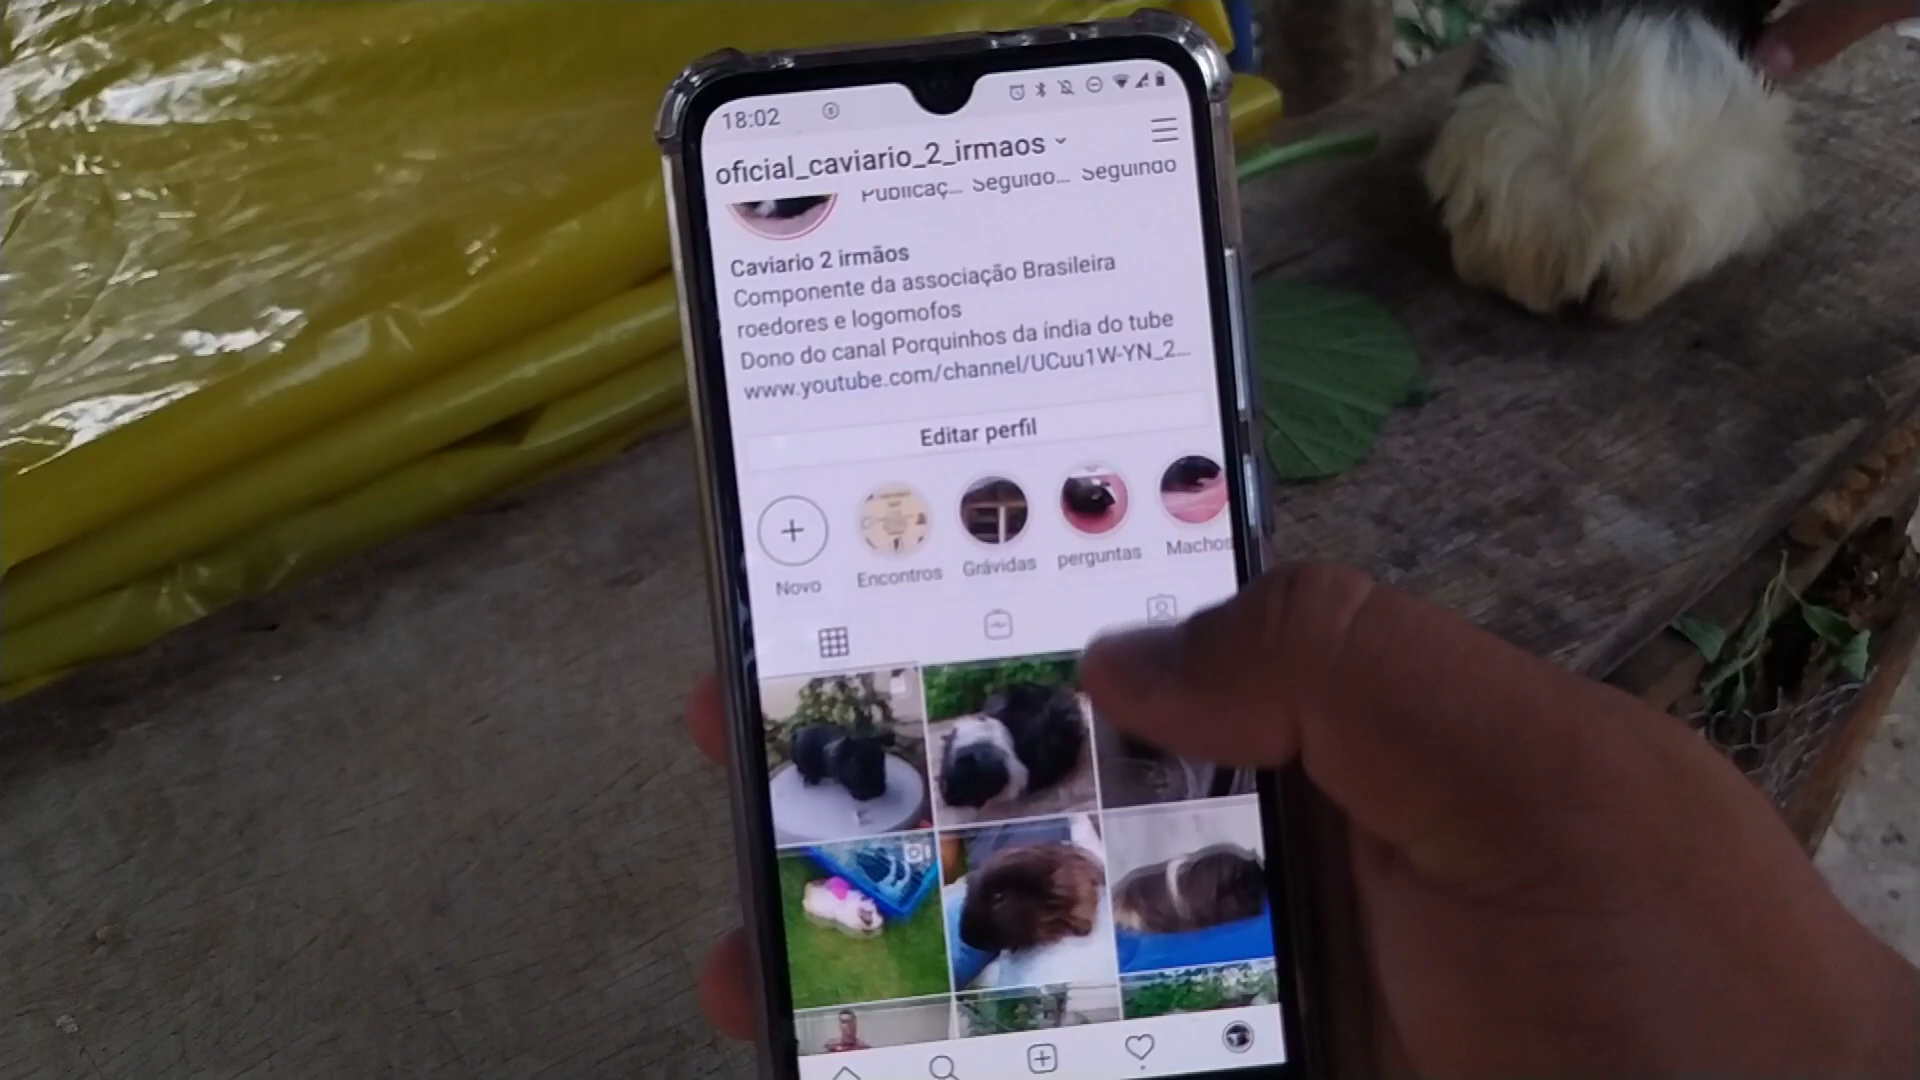 18:02
oficial_caviario_2_irmaos
Publicaç... Seguido... Seguindo
Caviario 2 irmãos
Componente da associação Brasileira
roedores e logomofos
Dono do canal Porquinhos da índia do tube
www.youtube.com/channel/UCuu1W-YN_2...
Editar perfil
Novo Encontros Grávidas perguntas Machos